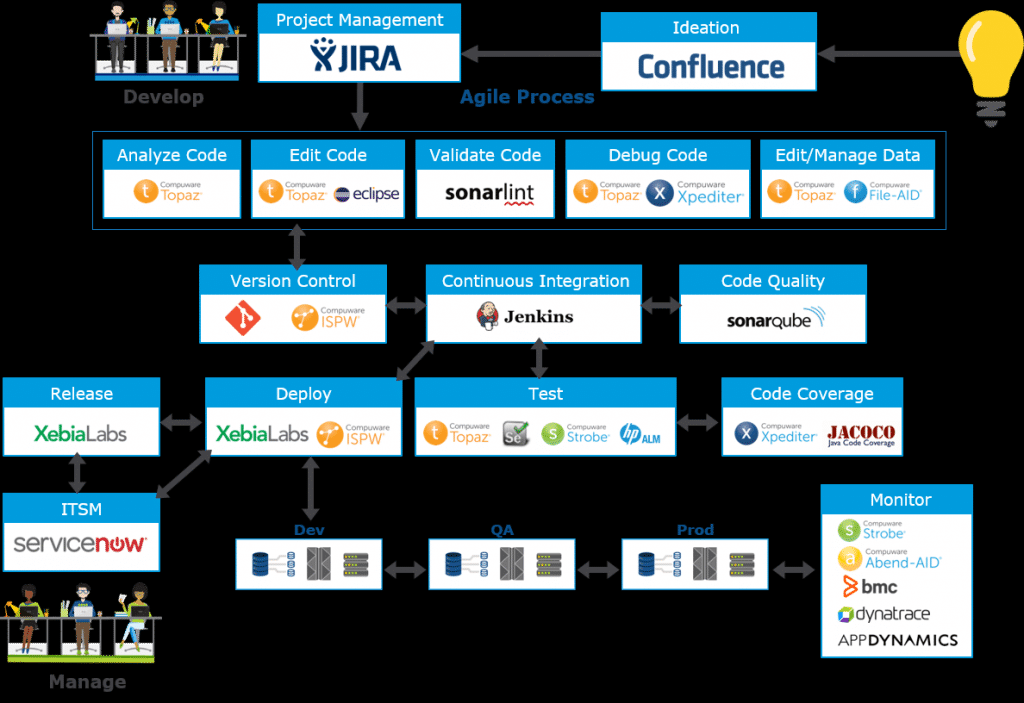 Project Management
JIRA
Ideation
Confluence
Develop
Agile Process
Analyze Code
Compuware
Topaz
Edit Code
Compuware
Topaz
eclipse
Validate Code
sonarlint
Debug Code
Compuware
Topaz
Compuware
Xpediter
Edit/Manage Data
Compuware
Topaz
Compuware
File-AID
Version Control
Compuware
ISPW
Continuous Integration
Jenkins
Code Quality
sonarqube
Release
XebiaLabs
Deploy
XebiaLabs
Compuware
ISPW
Test
Compuware
Topaz
Se
Compuware
Strobe
hp ALM
Code Coverage
Compuware
Xpediter
JACOCO
Java Code Coverage
ITSM
servicenow
Dev
QA
Prod
Monitor
Compuware
Strobe
Compuware
Abend-AID
bmc
dynatrace
APPDYNAMICS
Manage